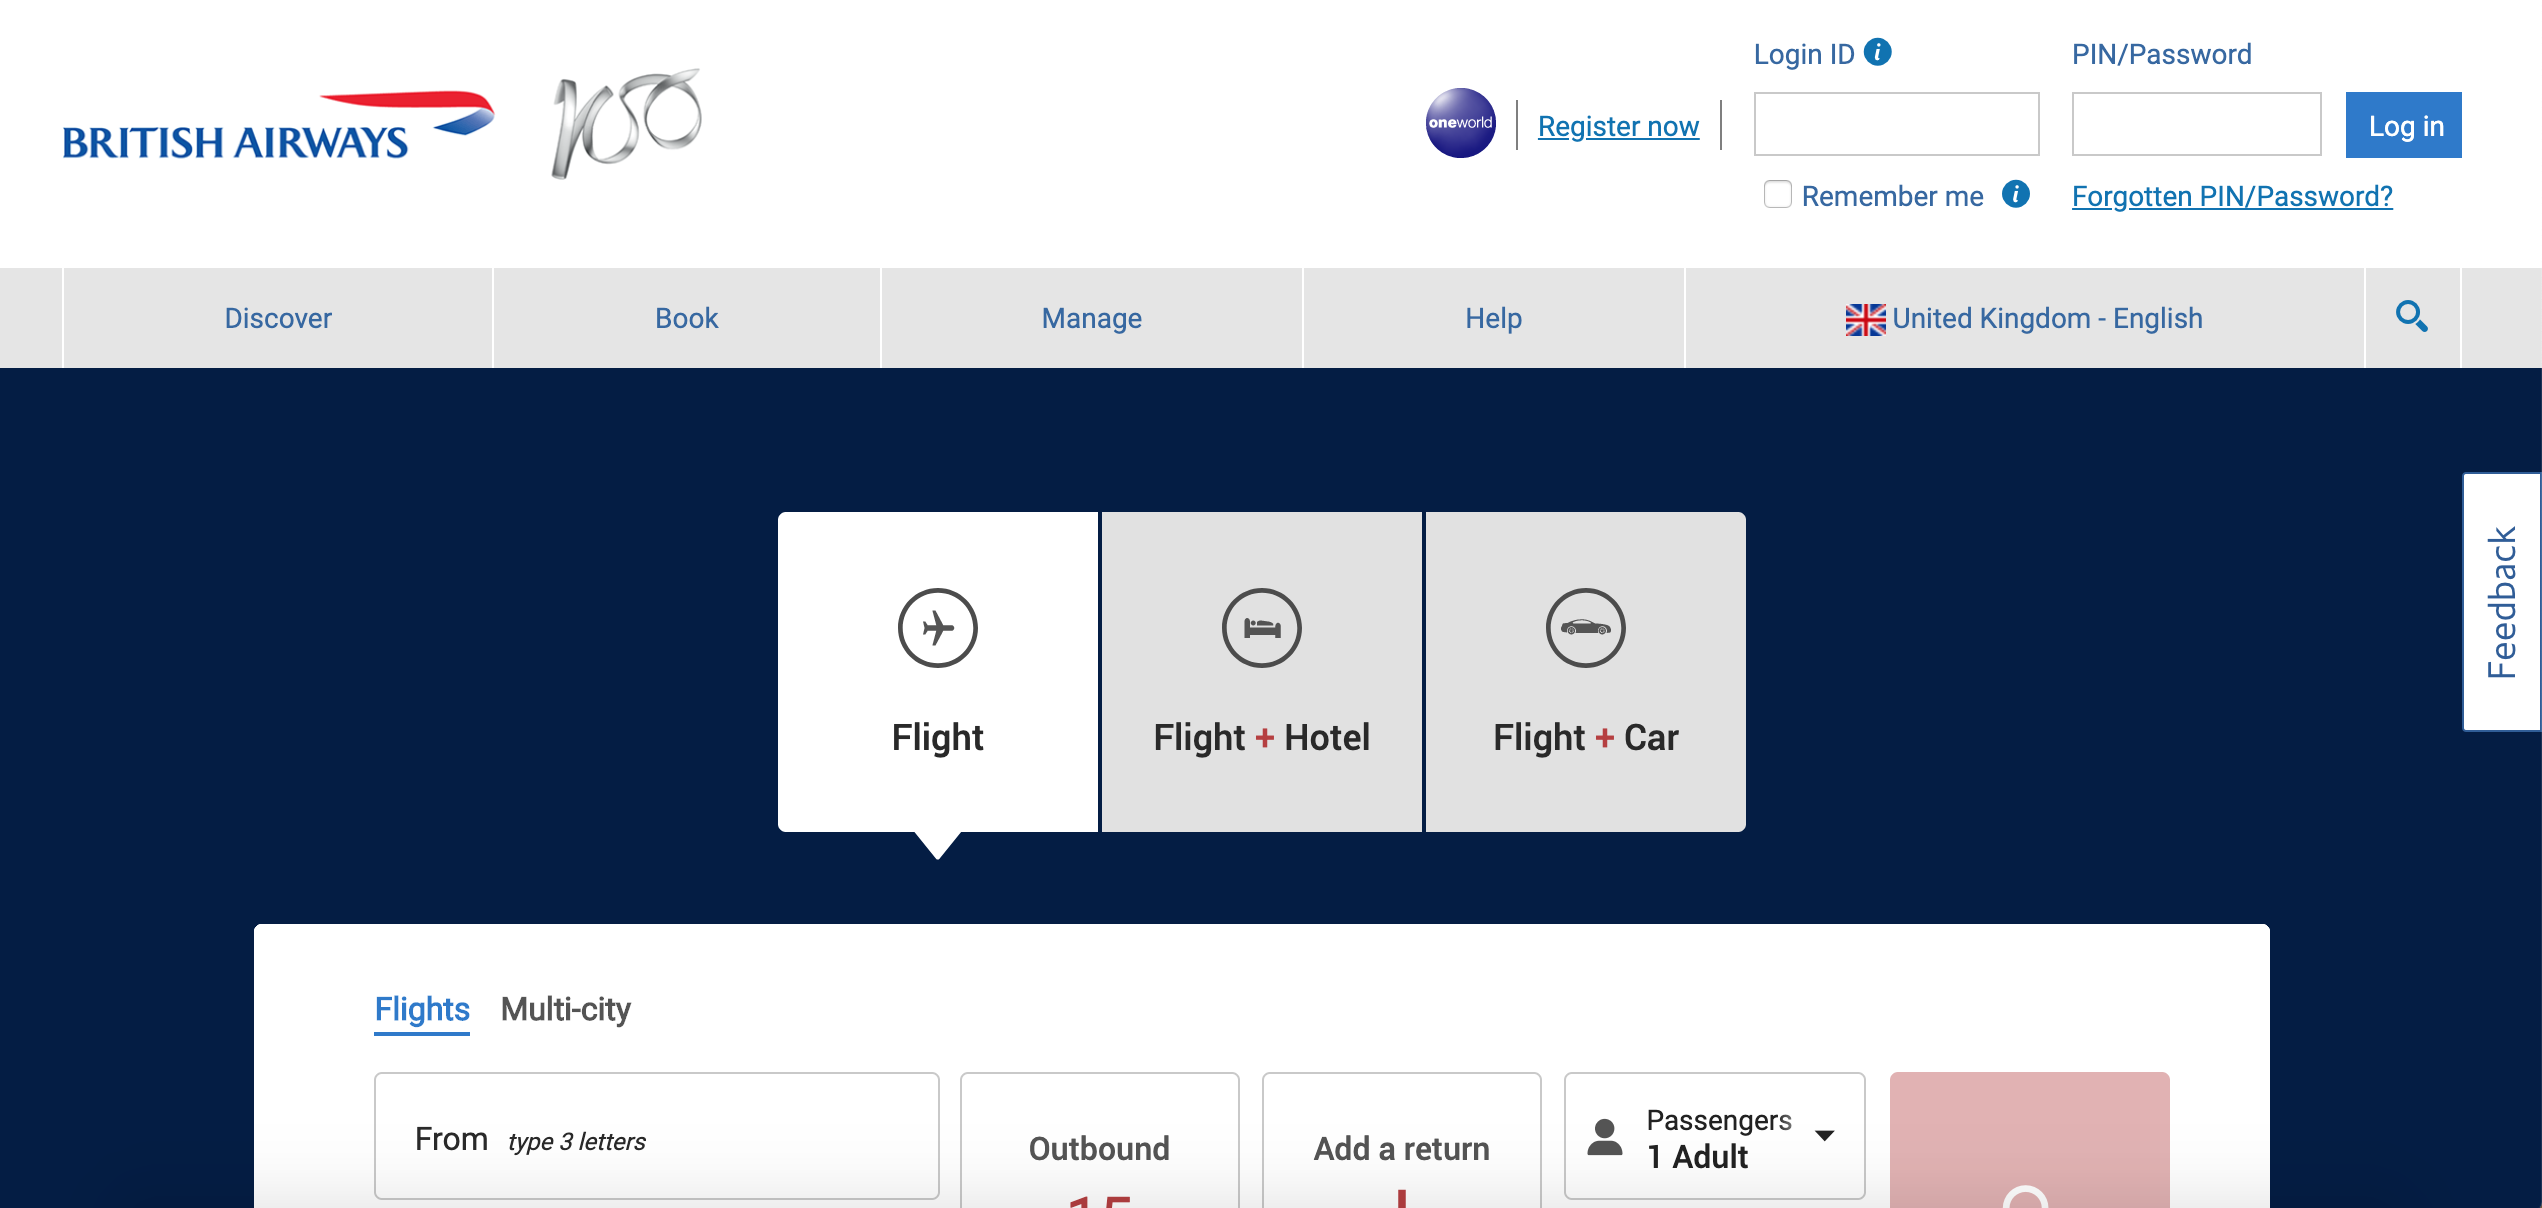 BRITISH AIRWAYS
100
oneworld
Register now
Login ID
PIN/Password
Log in
Remember me
Forgotten PIN/Password?
Discover
Book
Manage
Help
United Kingdom - English
Feedback
Flight
Flight + Hotel
Flight + Car
Flights
Multi-city
From type 3 letters
Outbound
15
Add a return
Passengers
1 Adult